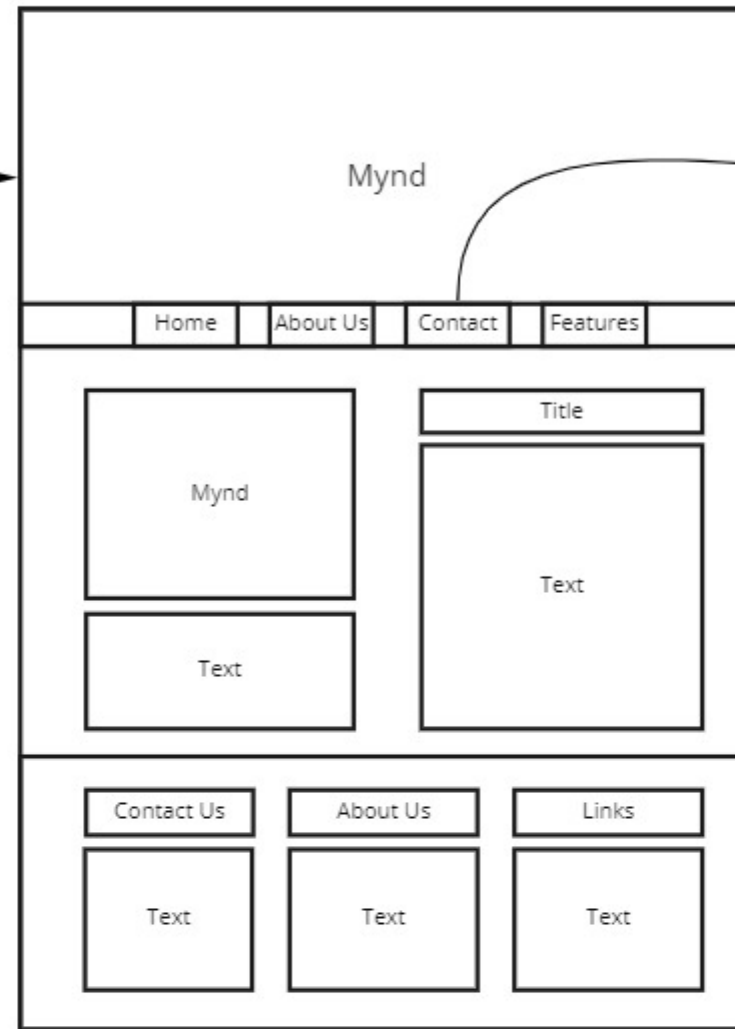 Mynd
Home About Us Contact Features
Mynd
Text
Title
Text
Contact Us About Us Links
Text Text Text